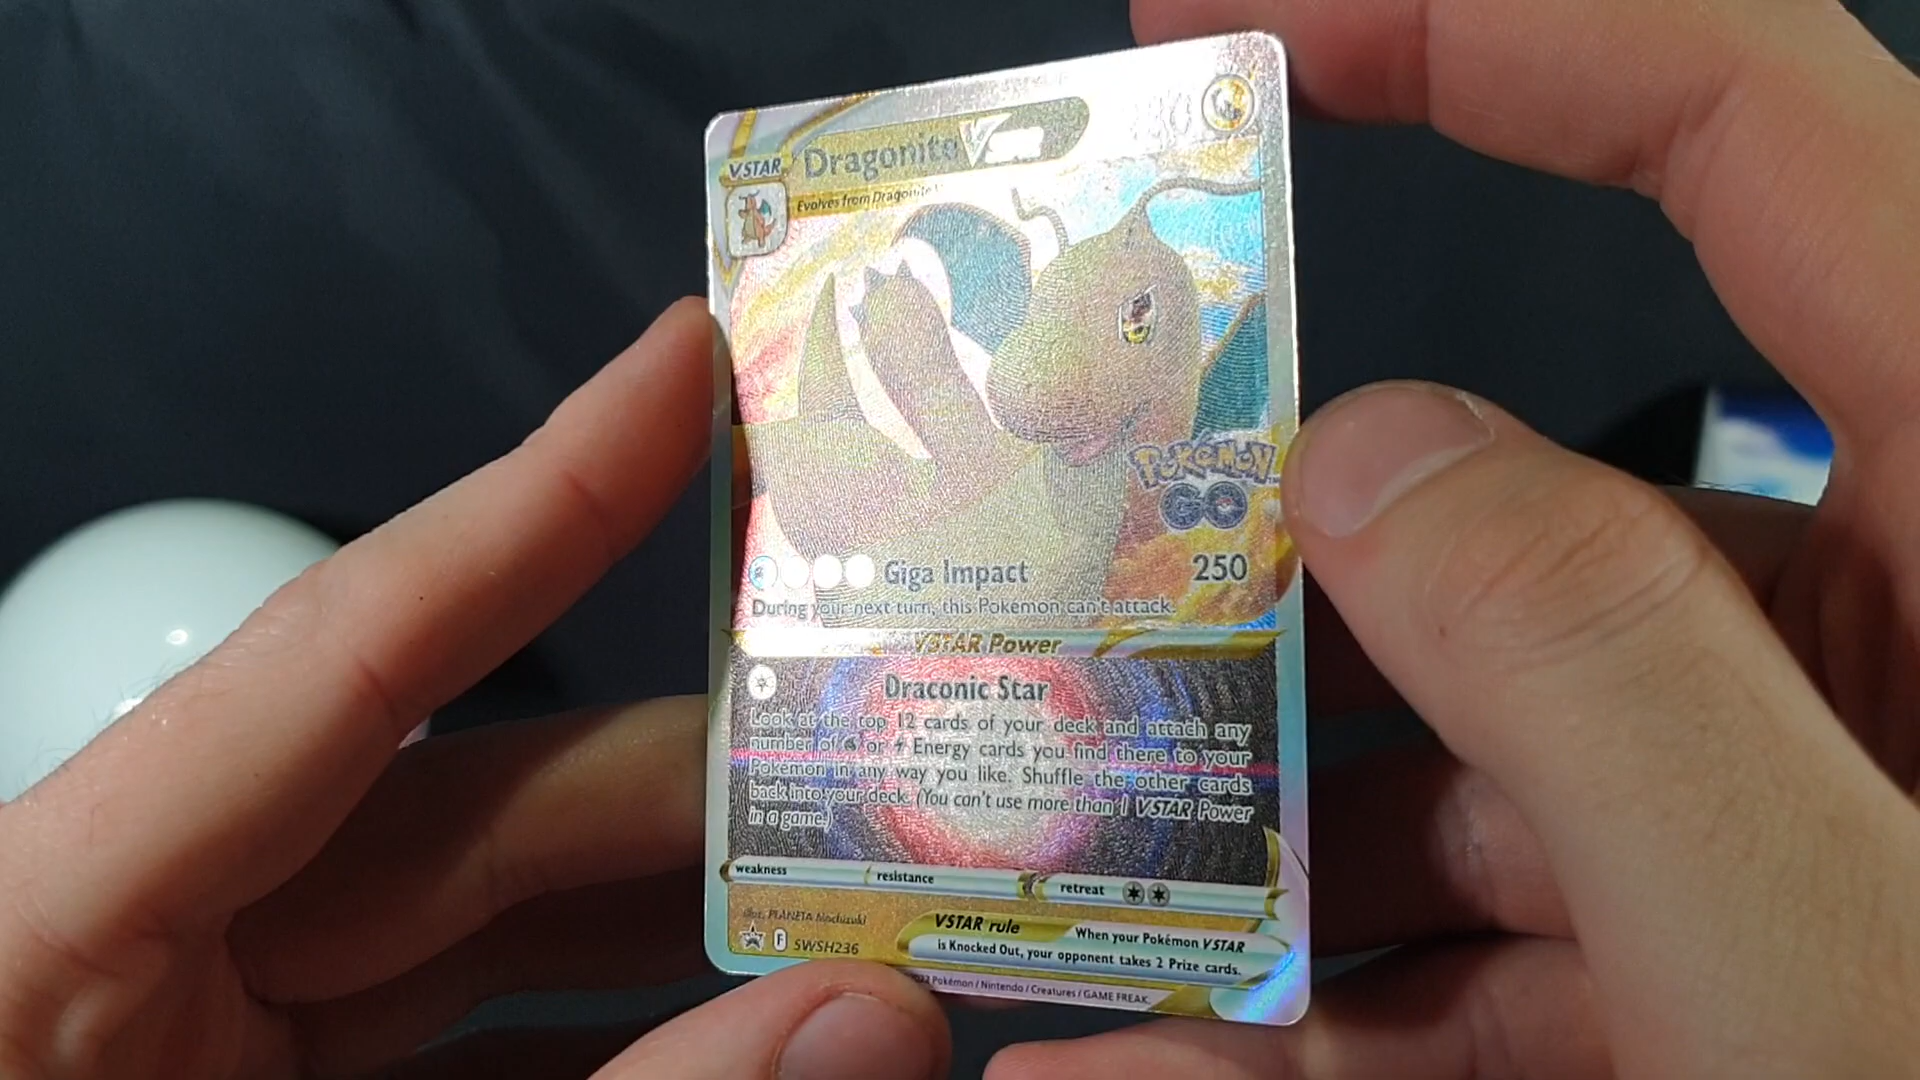 Dragonite VSTAR
VSTAR
Evolves from Dragonite V
Pokémon
GO
Giga Impact 250
During your next turn, this Pokémon can't attack.
VSTAR Power
Draconic Star
Look at the top 12 cards of your deck and attach any
number of or Energy cards you find there to your
Pokémon in any way you like. Shuffle the other cards
back into your deck. (You can't use more than 1 VSTAR Power
in a game.)
weakness resistance retreat
illus. PLANETA Mochizuki
F SWSH236
VSTAR rule When your Pokémon VSTAR
is Knocked Out, your opponent takes 2 Prize cards.
Pokémon / Nintendo / Creatures / GAME FREAK.